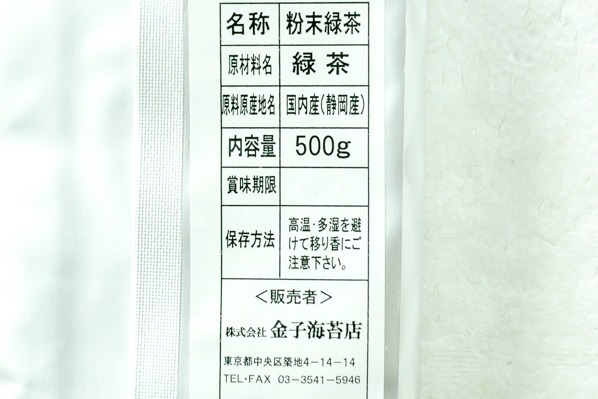 名称 粉末緑茶
原材料名 緑茶
原料原産地名 国内産(静岡産)
内容量 500g
賞味期限
保存方法 高温・多湿を避
けて移り香にご
注意下さい。
＜販売者＞
株式会社 金子海苔店
東京都中央区築地4-14-14
TEL・FAX 03-3541-5946